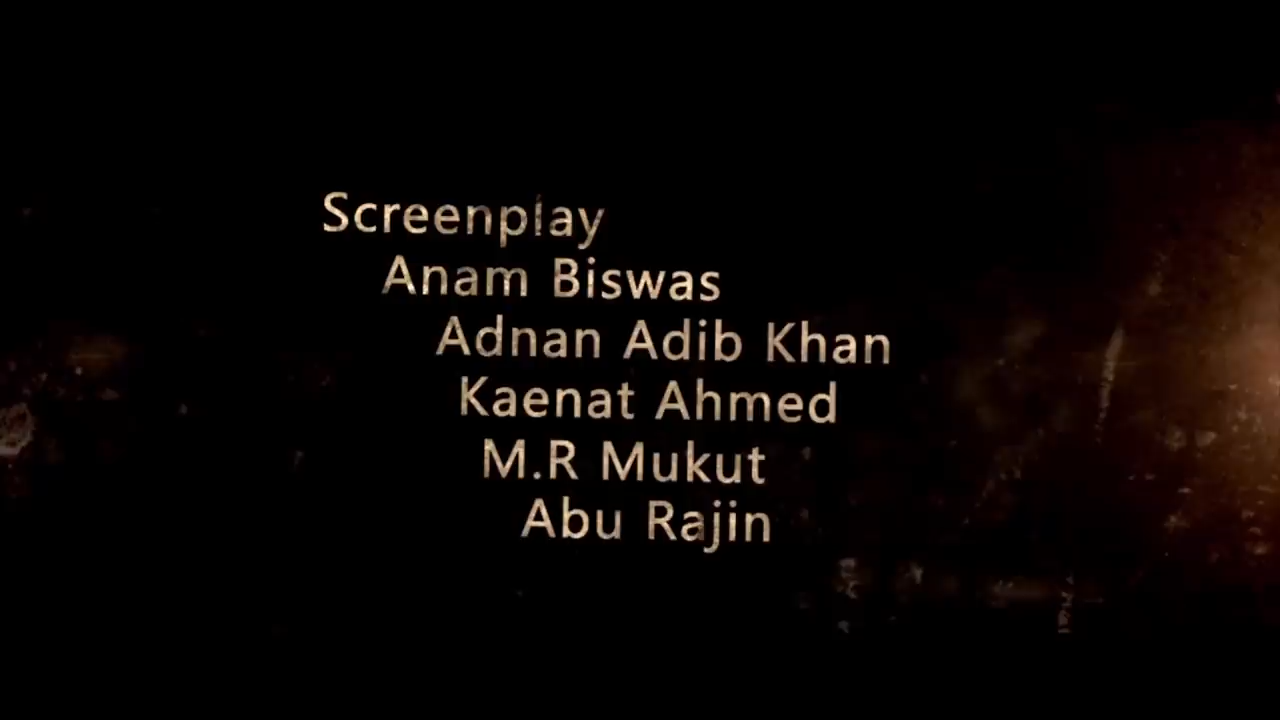 Screenplay
Anam Biswas
Adnan Adib Khan
Kaenat Ahmed
M.R Mukut
Abu Rajin